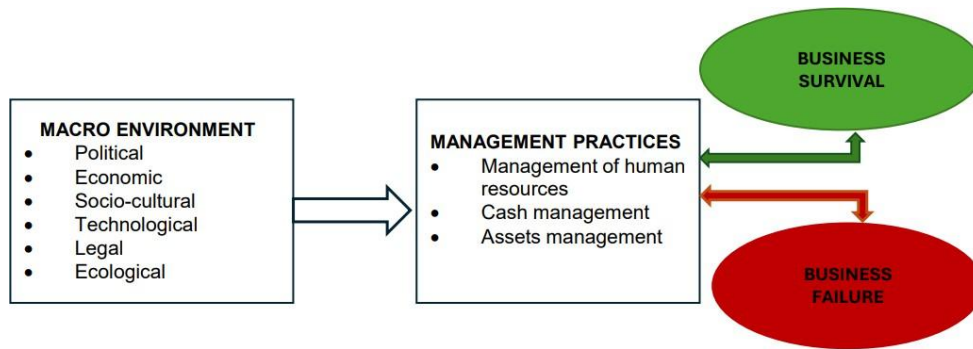 MACRO ENVIRONMENT
• Political
• Economic
• Socio-cultural
• Technological
• Legal
• Ecological
MANAGEMENT PRACTICES
• Management of human
resources
• Cash management
• Assets management
BUSINESS
SURVIVAL
BUSINESS
FAILURE